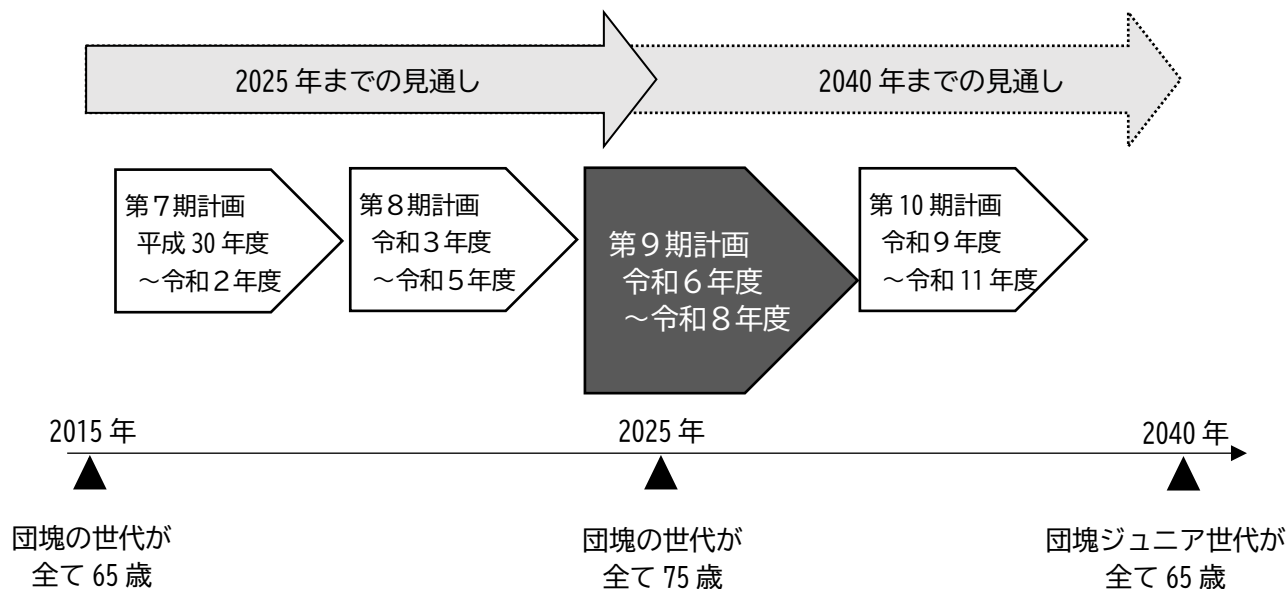 2025 年までの見通し
2040 年までの見通し
第７期計画
平成 30 年度
～令和２年度
第８期計画
令和３年度
～令和５年度
第９期計画
令和６年度
～令和８年度
第 10 期計画
令和９年度
～令和 11 年度
2015 年
2025 年
2040 年
団塊の世代が
全て 65 歳
団塊の世代が
全て 75 歳
団塊ジュニア世代が
全て 65 歳